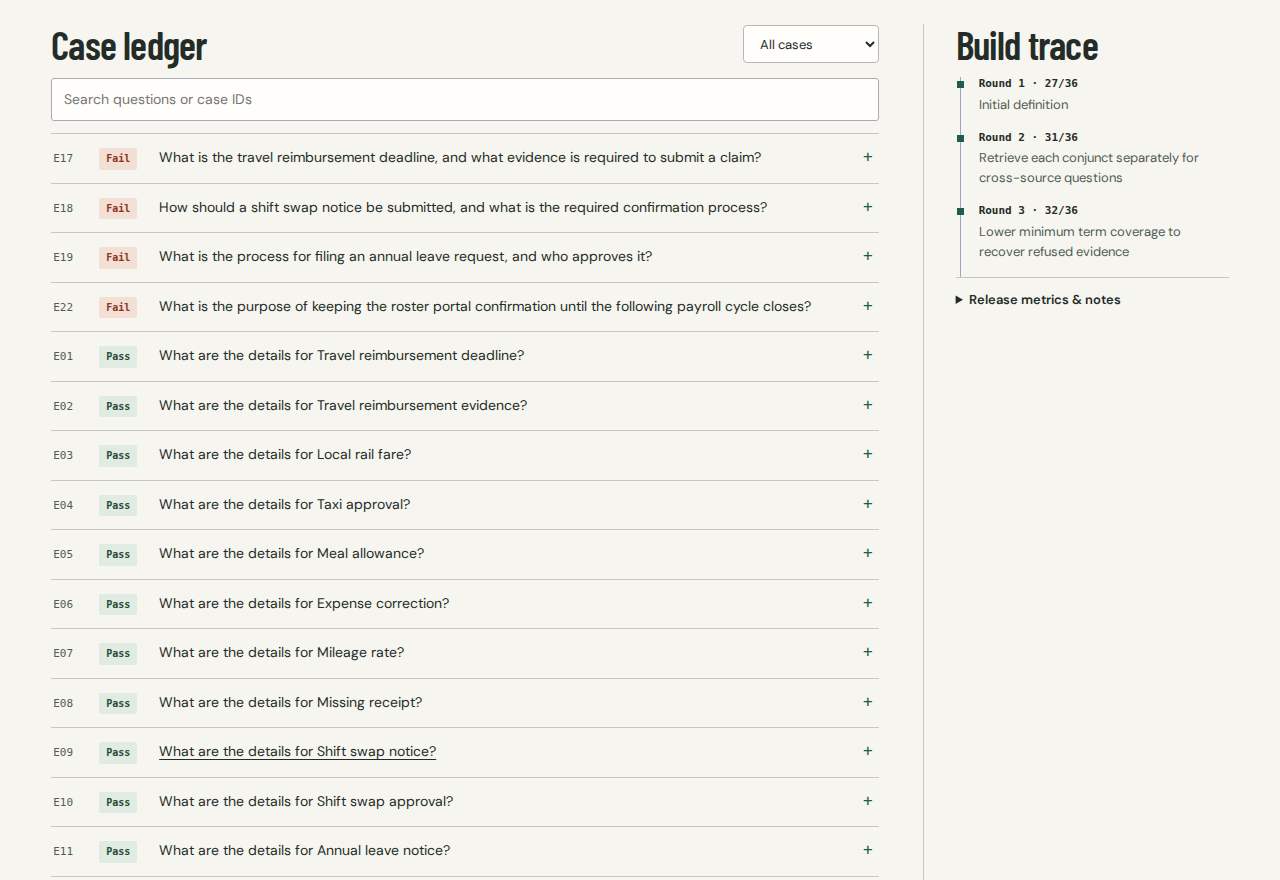 Case ledger
All cases
Search questions or case IDs
E17 Fail What is the travel reimbursement deadline, and what evidence is required to submit a claim? +
E18 Fail How should a shift swap notice be submitted, and what is the required confirmation process? +
E19 Fail What is the process for filing an annual leave request, and who approves it? +
E22 Fail What is the purpose of keeping the roster portal confirmation until the following payroll cycle closes? +
E01 Pass What are the details for Travel reimbursement deadline? +
E02 Pass What are the details for Travel reimbursement evidence? +
E03 Pass What are the details for Local rail fare? +
E04 Pass What are the details for Taxi approval? +
E05 Pass What are the details for Meal allowance? +
E06 Pass What are the details for Expense correction? +
E07 Pass What are the details for Mileage rate? +
E08 Pass What are the details for Missing receipt? +
E09 Pass What are the details for Shift swap notice? +
E10 Pass What are the details for Shift swap approval? +
E11 Pass What are the details for Annual leave notice? +
Build trace
Round 1 · 27/36
Initial definition
Round 2 · 31/36
Retrieve each conjunct separately for
cross-source questions
Round 3 · 32/36
Lower minimum term coverage to
recover refused evidence
Release metrics & notes